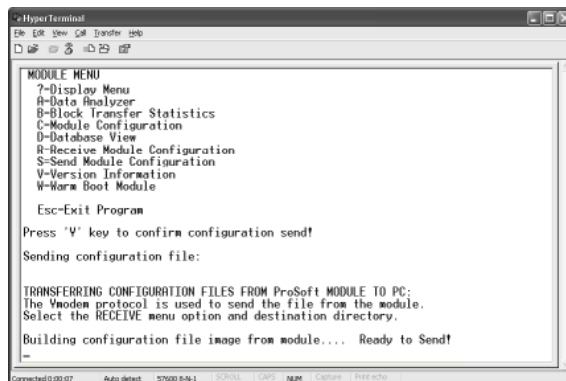 HyperTerminal
File Edit View Call Transfer Help
MODULE MENU
?=Display Menu
A=Data Analyzer
B=Block Transfer Statistics
C=Module Configuration
D=Database View
R=Receive Module Configuration
S=Send Module Configuration
V=Version Information
W=Warm Boot Module
Esc=Exit Program
Press 'Y' key to confirm configuration send!
Sending configuration file:
TRANSFERRING CONFIGURATION FILES FROM ProSoft MODULE TO PC:
The Ymodem protocol is used to send the file from the module.
Select the RECEIVE menu option and destination directory.
Building configuration file image from module.... Ready to Send!
Connected 0:00:07 Auto detect 57600 8-N-1 SCROLL CAPS NUM Capture Print echo